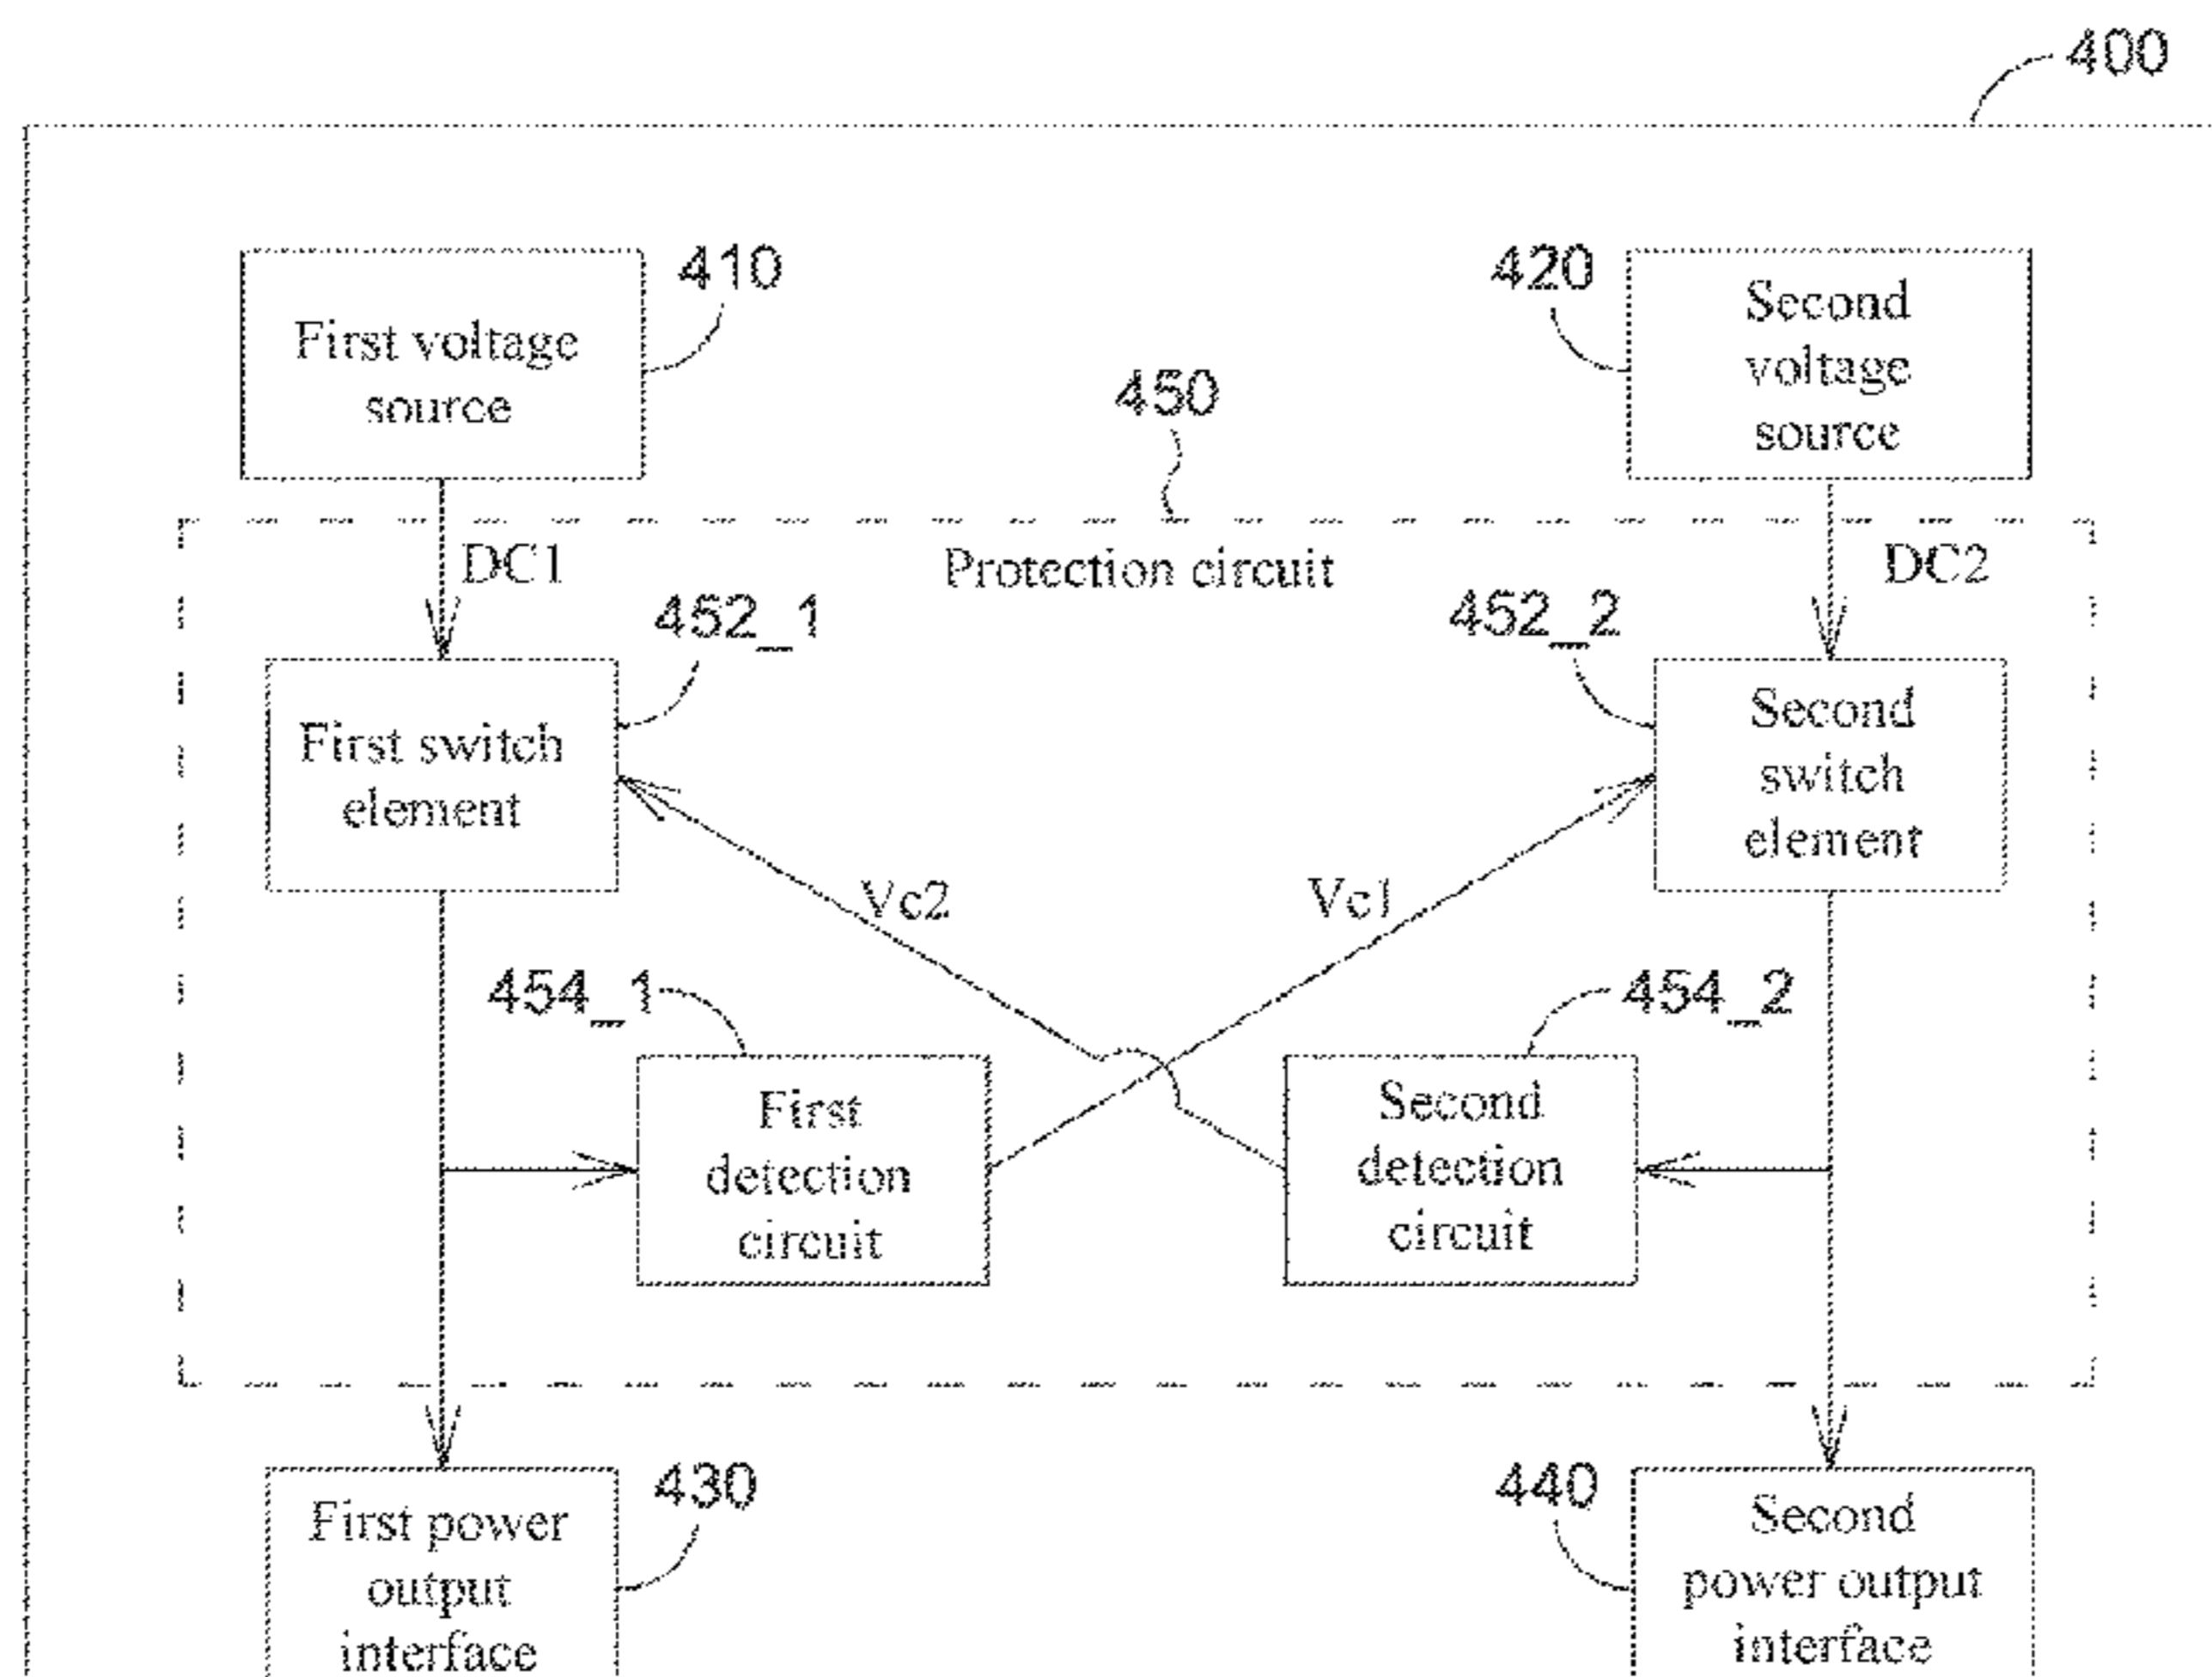 400
410
420
First voltage
source
Second
voltage
source
450
DC1
Protection circuit
DC2
452_1
452_2
First switch
element
Second
switch
element
Vc2
Vc1
454_1
454_2
First
detection
circuit
Second
detection
circuit
430
440
First power
output
interface
Second
power output
interface